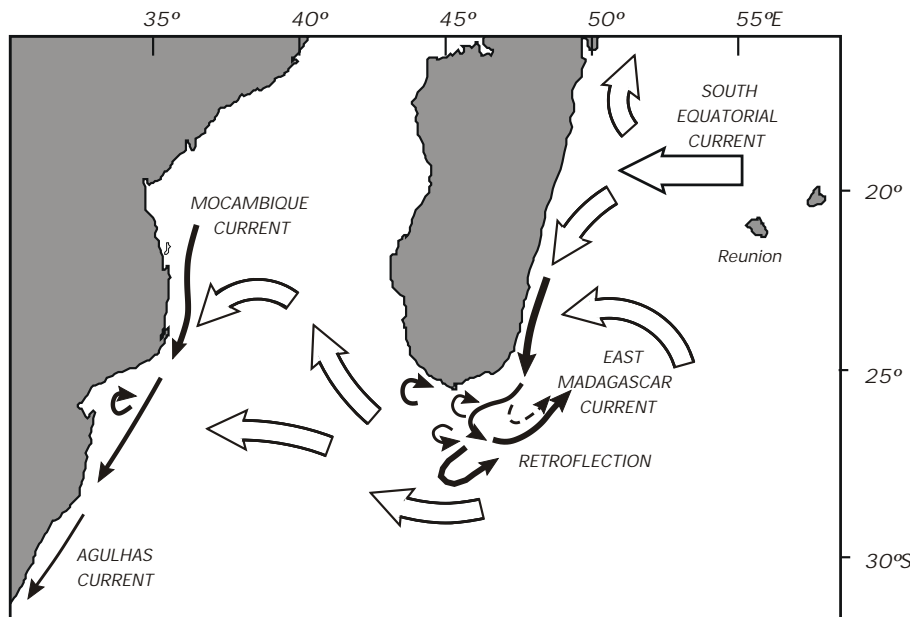 35º 40º 45º 50º 55ºE
SOUTH
EQUATORIAL
CURRENT
20º
MOCAMBIQUE
CURRENT
Reunion
EAST
MADAGASCAR
CURRENT
25º
RETROFLECTION
AGULHAS
CURRENT
30ºS